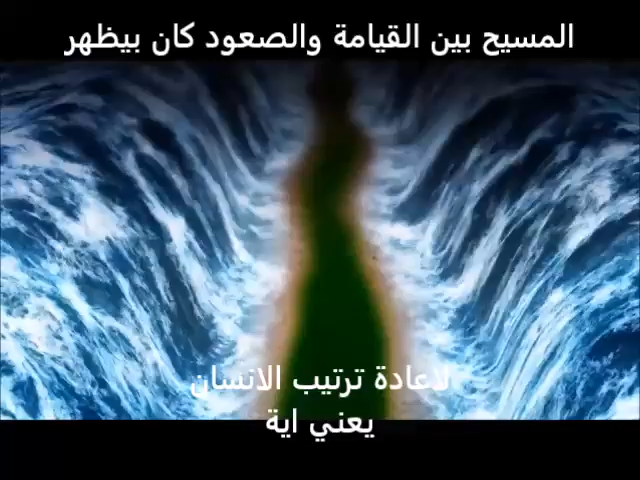 المسيح بين القيامة والصعود كان بيظهر
لاعادة ترتيب الانسان
يعني اية